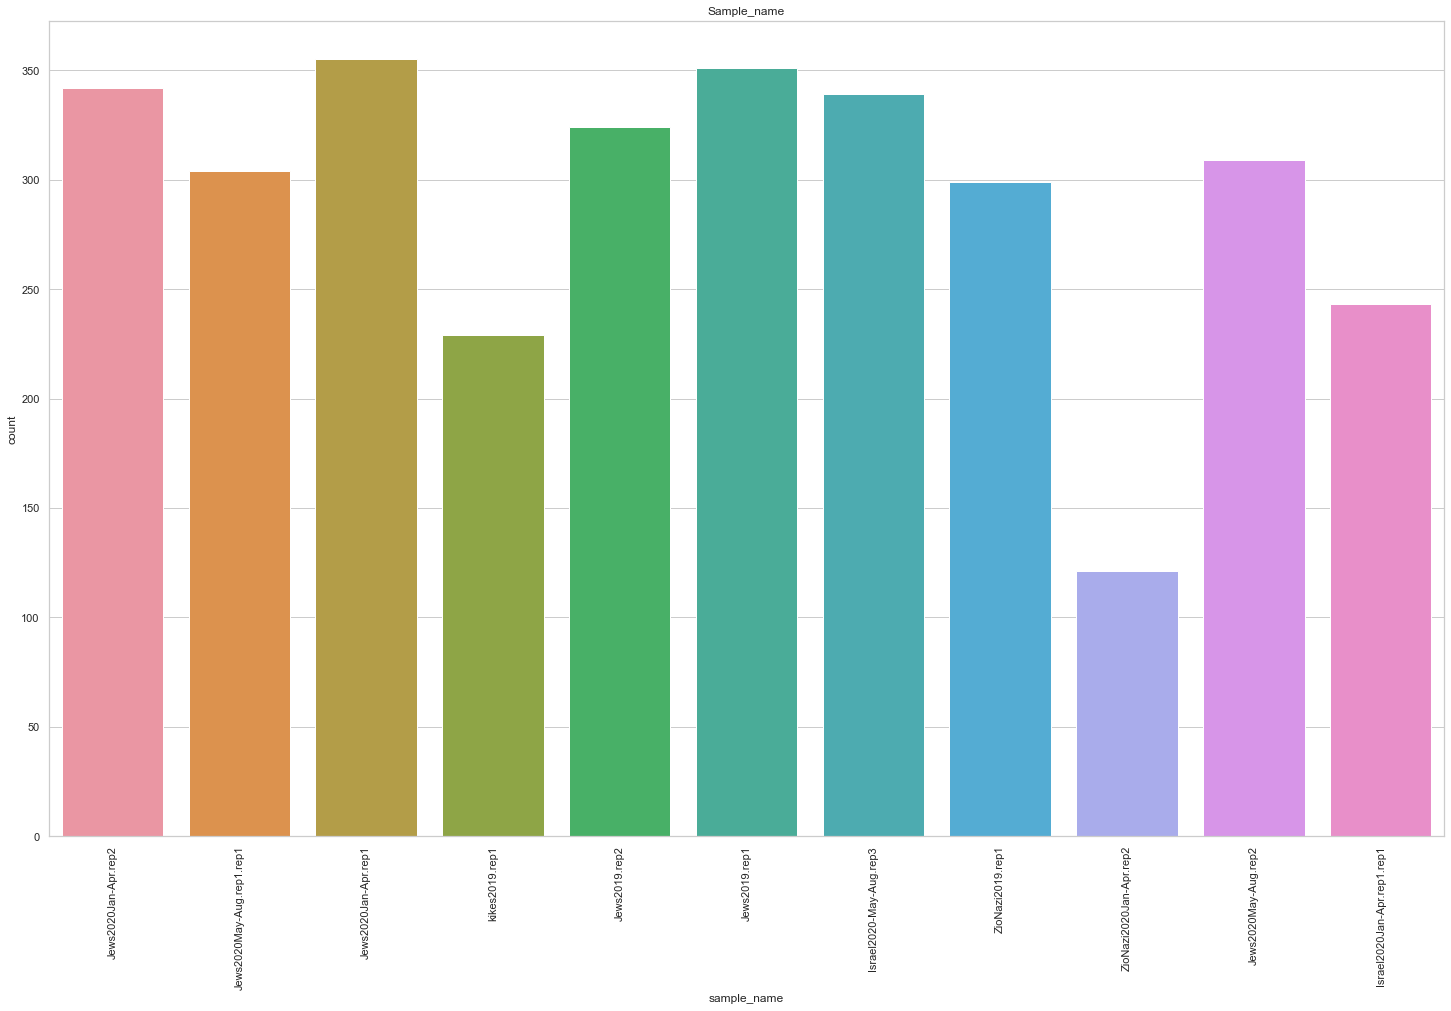 Sample_name
350
300
250
200
150
100
50
0
count
Jews2020Jan-Apr.rep2
Jews2020May-Aug.rep1.rep1
Jews2020Jan-Apr.rep1
kikes2019.rep1
Jews2019.rep2
Jews2019.rep1
Israel2020-May-Aug.rep3
ZioNazi2019.rep1
ZioNazi2020Jan-Apr.rep2
Jews2020May-Aug.rep2
Israel2020Jan-Apr.rep1.rep1
sample_name